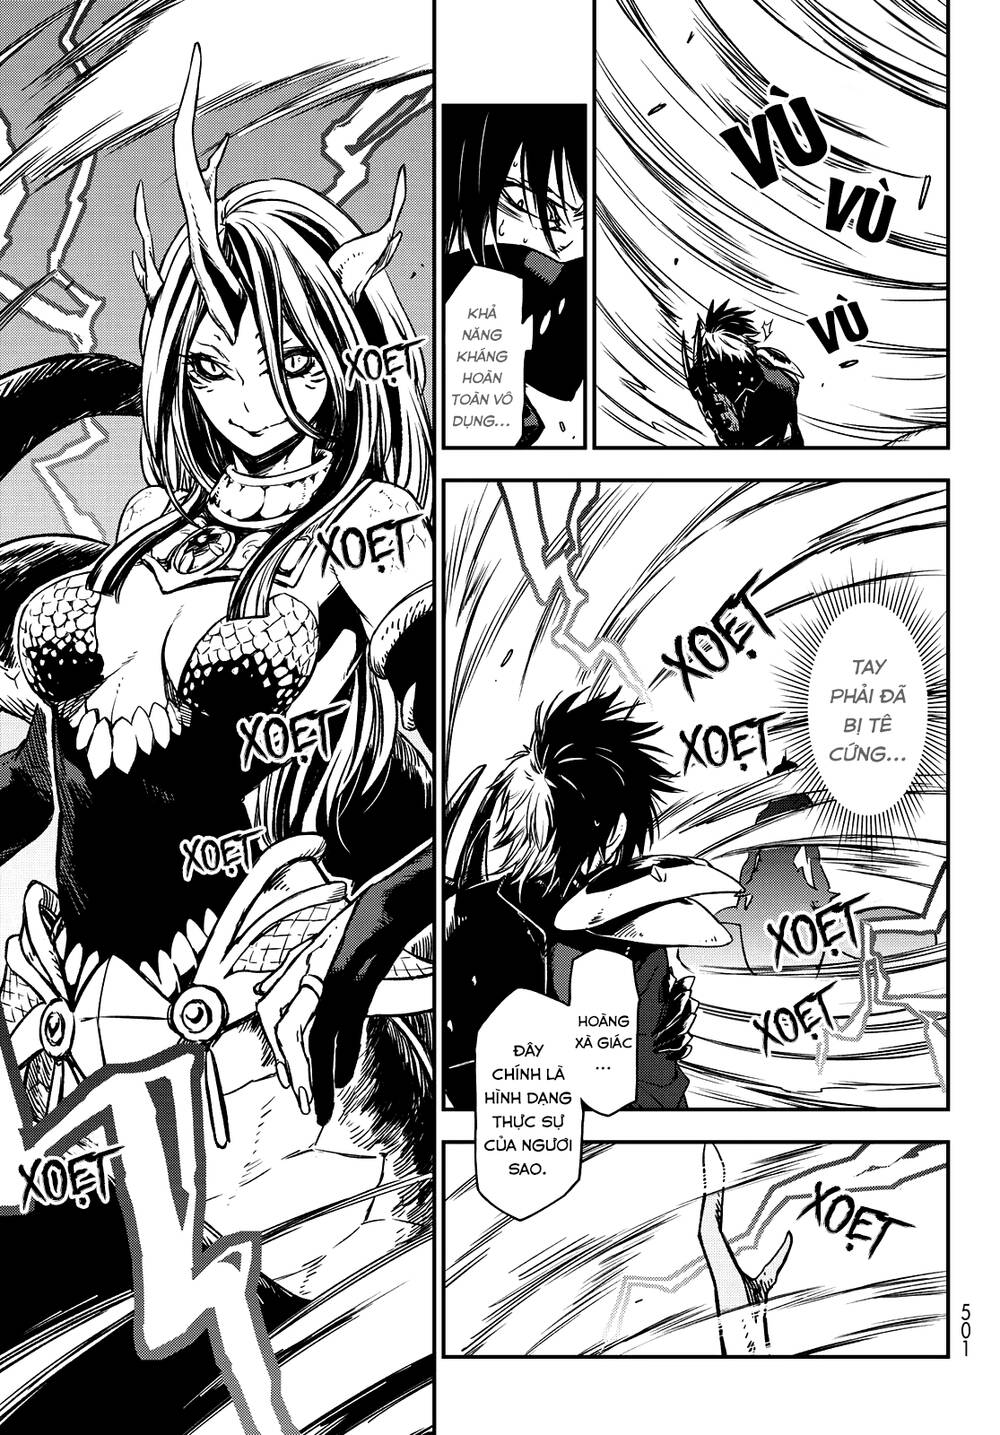 VÙ
VÙ
VÙ
KHẢ
NĂNG
KHÁNG
HOÀN
TOÀN VÔ
DỤNG...
TAY
PHẢI ĐÃ
BỊ TÊ
CỨNG...
XOẸT
XOẸT
XOẸT
XOẸT
HOÀNG
XÀ GIÁC
...
ĐÂY
CHÍNH LÀ
HÌNH DẠNG
THỰC SỰ
CỦA NGƯƠI
SAO.
XOẸT
XOẸT
XOẸT
XOẸT
XOẸT
XOẸT
501